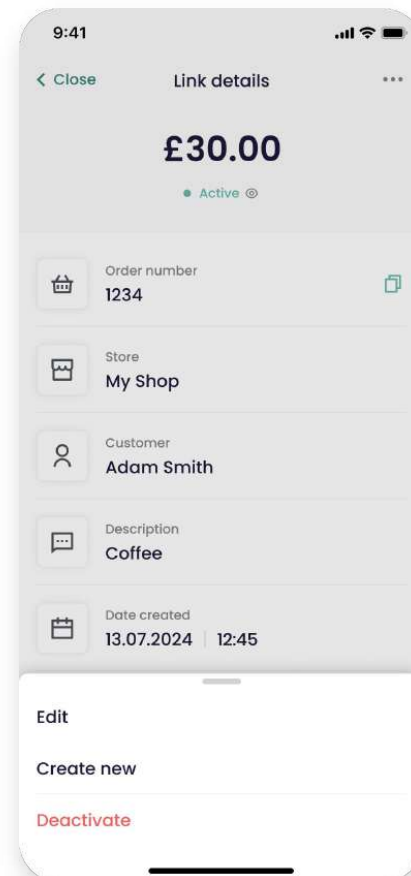 9:41
Close
Link details
£30.00
Active
Order number
1234
Store
My Shop
Customer
Adam Smith
Description
Coffee
Date created
13.07.2024 | 12:45
Edit
Create new
Deactivate